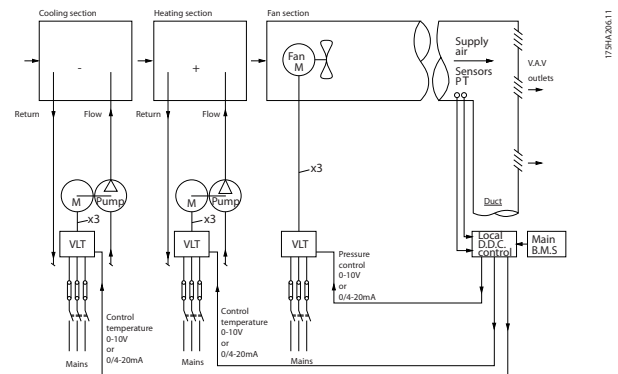 Cooling section
Heating section
Fan section
175HA206.11
-
+
Fan
M
Supply
air
Sensors
P T
V.A.V
outlets
Return
Flow
Return
Flow
x3
M
Pump
M
Pump
Duct
x3
x3
VLT
VLT
VLT
Local
D.D.C.
control
Main
B.M.S
Pressure
control
0-10V
or
0/4-20mA
Control
temperature
0-10V
or
0/4-20mA
Control
temperature
0-10V
or
0/4-20mA
Mains
Mains
Mains